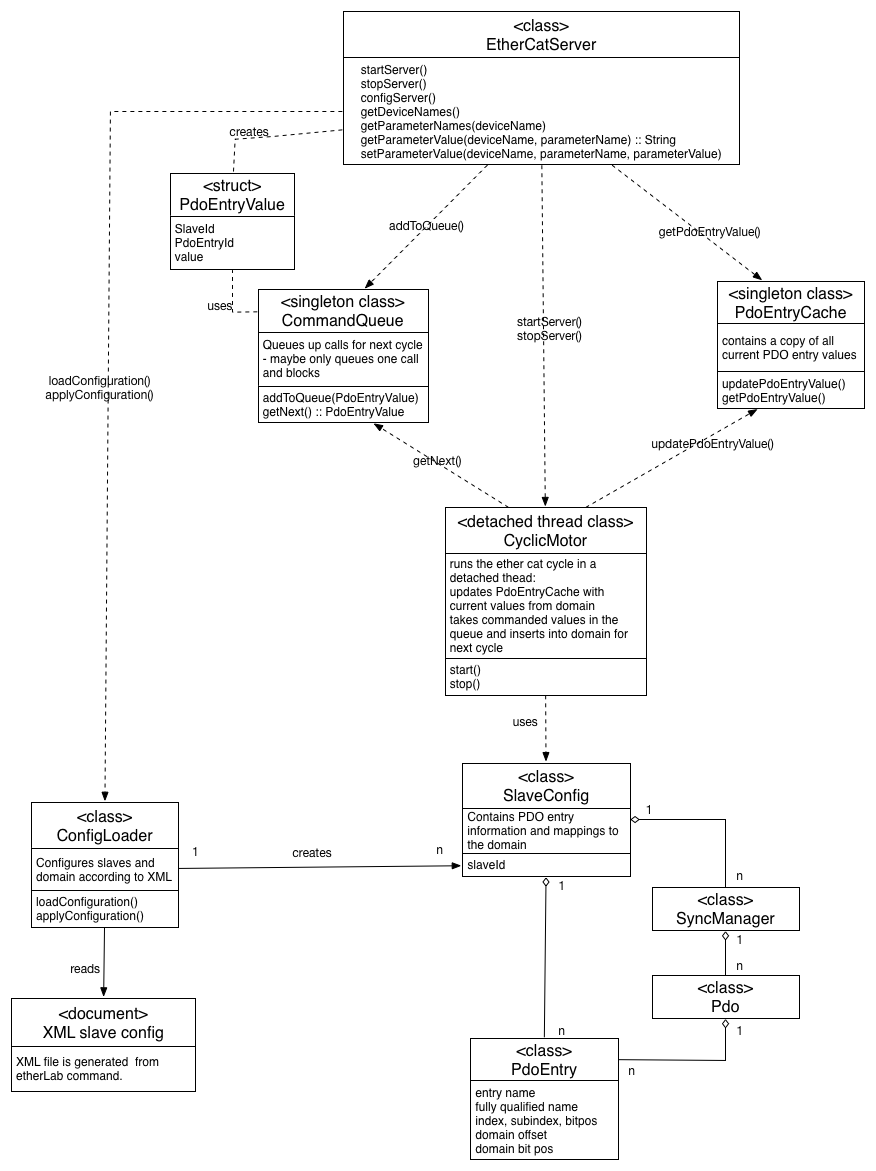 <class>
EtherCatServer
startServer()
stopServer()
configServer()
getDeviceNames()
getParameterNames(deviceName)
getParameterValue(deviceName, parameterName) :: String
setParameterValue(deviceName, parameterName, parameterValue)
creates
<struct>
PdoEntryValue
SlaveId
PdoEntryId
value
addToQueue()
getPdoEntryValue()
uses
<singleton class>
CommandQueue
Queues up calls for next cycle
- maybe only queues one call
and blocks
addToQueue(PdoEntryValue)
getNext() :: PdoEntryValue
startServer()
stopServer()
<singleton class>
PdoEntryCache
contains a copy of all
current PDO entry values
updatePdoEntryValue()
getPdoEntryValue()
loadConfiguration()
applyConfiguration()
getNext()
updatePdoEntryValue()
<detached thread class>
CyclicMotor
runs the ether cat cycle in a
detached thead:
updates PdoEntryCache with
current values from domain
takes commanded values in the
queue and inserts into domain for
next cycle
start()
stop()
uses
<class>
SlaveConfig
Contains PDO entry
information and mappings to
the domain
slaveId
<class>
ConfigLoader
Configures slaves and
domain according to XML
loadConfiguration()
applyConfiguration()
1
creates
n
1
n
<class>
SyncManager
1
n
<class>
Pdo
1
n
1
n
reads
<document>
XML slave config
XML file is generated  from
etherLab command.
<class>
PdoEntry
entry name
fully qualified name
index, subindex, bitpos
domain offset
domain bit pos